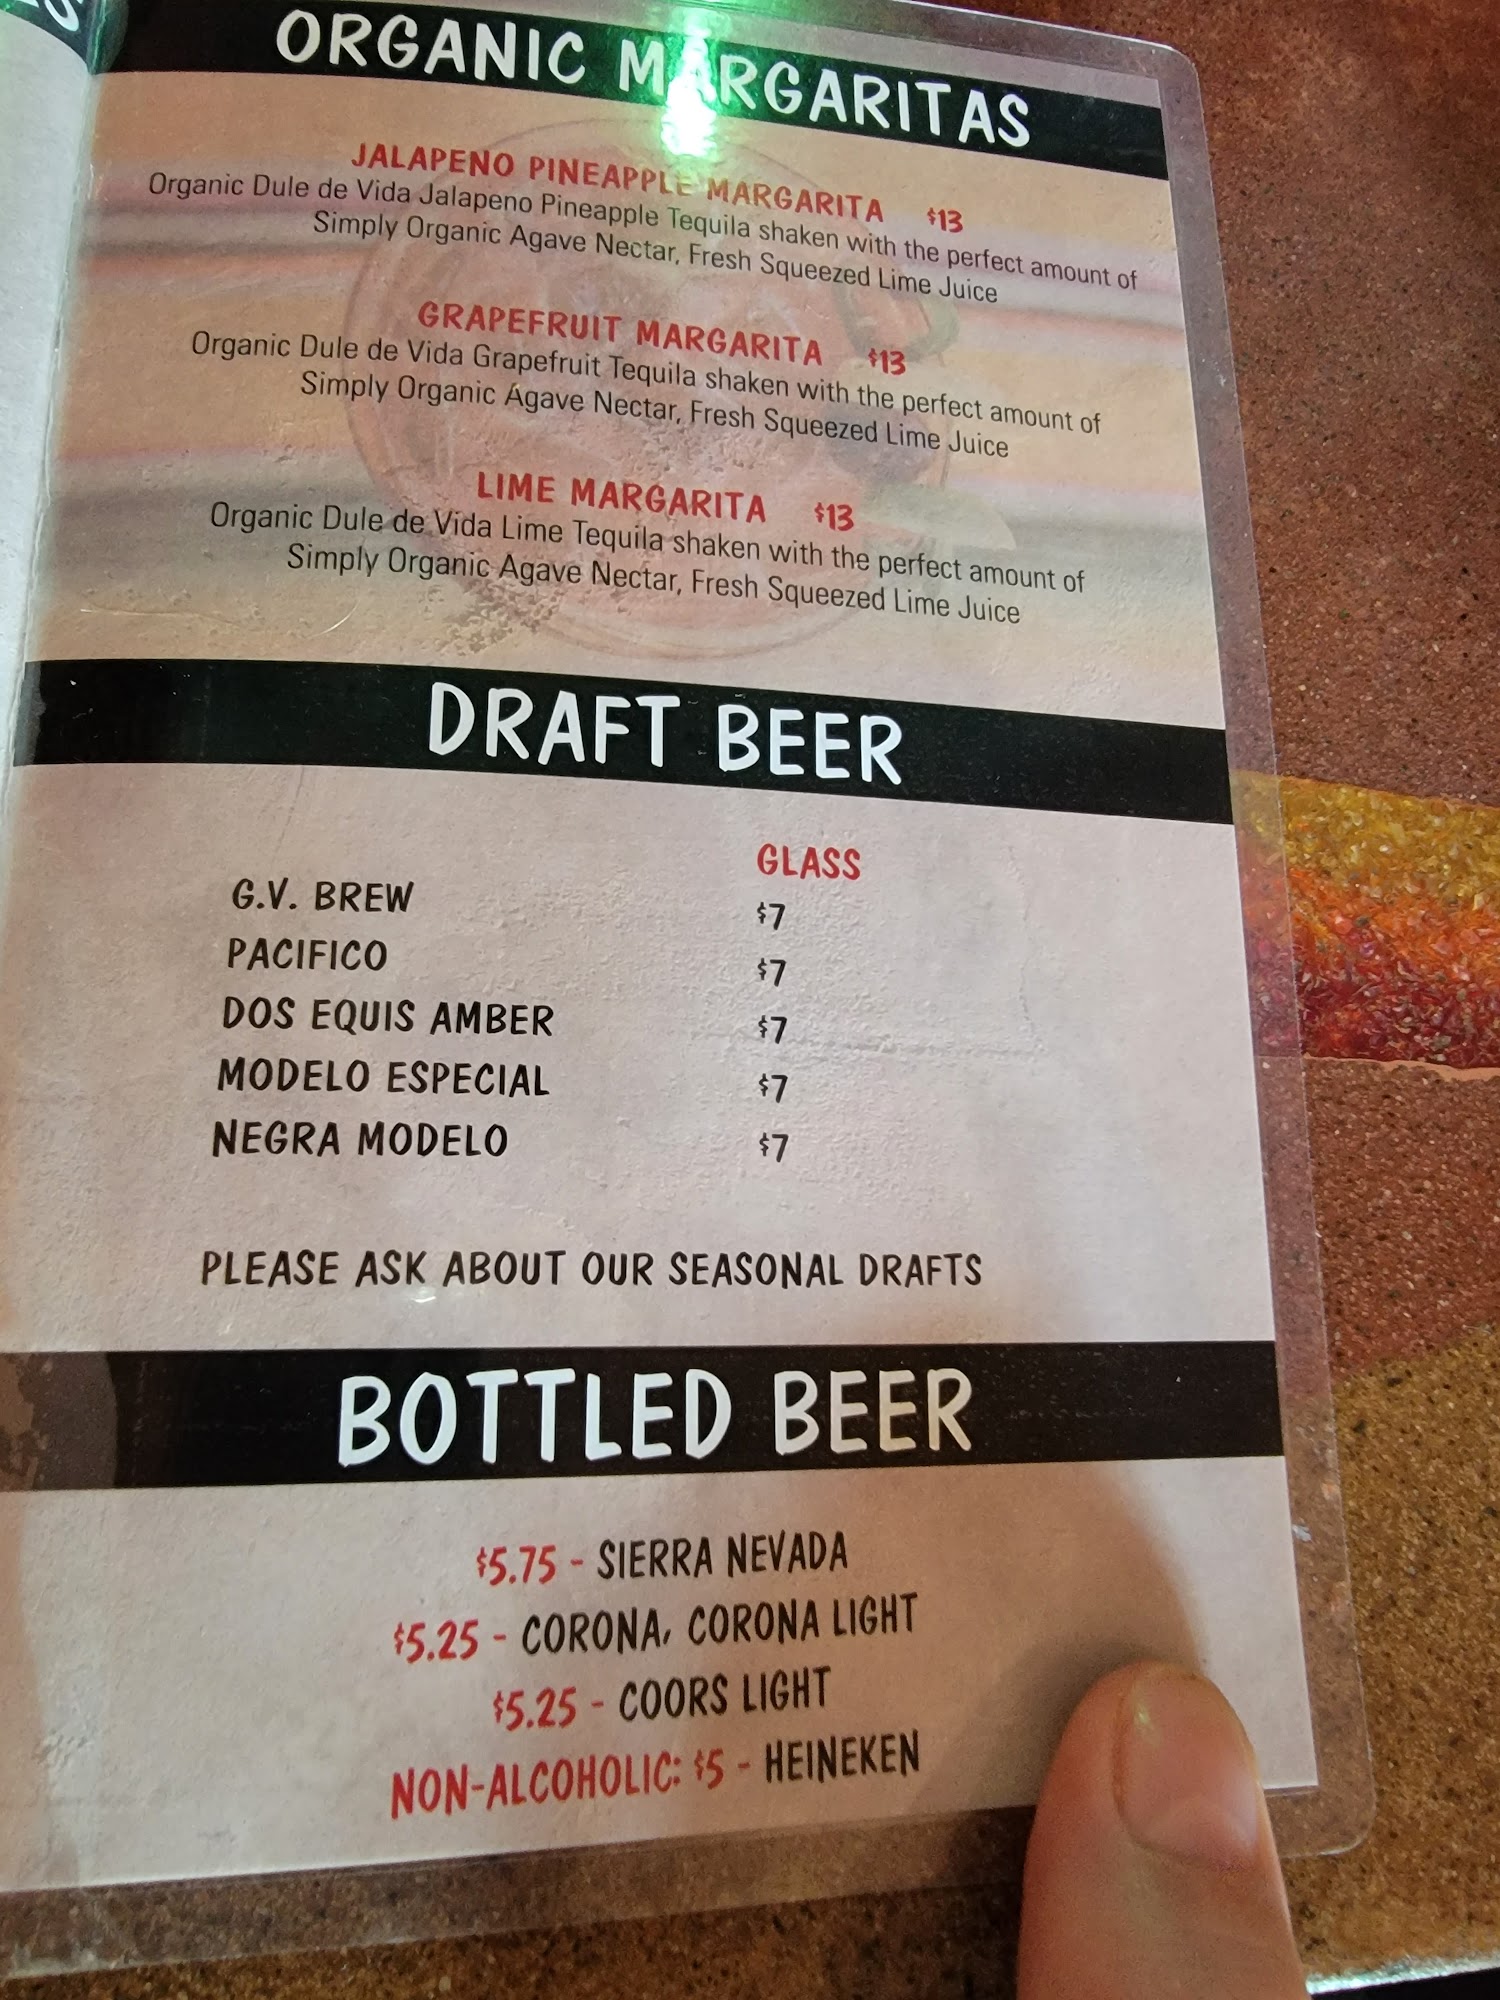 ORGANIC MARGARITAS
JALAPENO PINEAPPLE MARGARITA $13
Organic Dule de Vida Jalapeno Pineapple Tequila shaken with the perfect amount of
Simply Organic Agave Nectar, Fresh Squeezed Lime Juice
GRAPEFRUIT MARGARITA $13
Organic Dule de Vida Grapefruit Tequila shaken with the perfect amount of
Simply Organic Agave Nectar, Fresh Squeezed Lime Juice
LIME MARGARITA $13
Organic Dule de Vida Lime Tequila shaken with the perfect amount of
Simply Organic Agave Nectar, Fresh Squeezed Lime Juice
DRAFT BEER
GLASS
G.V. BREW $7
PACIFICO $7
DOS EQUIS AMBER $7
MODELO ESPECIAL $7
NEGRA MODELO $7
PLEASE ASK ABOUT OUR SEASONAL DRAFTS
BOTTLED BEER
$5.75 - SIERRA NEVADA
$5.25 - CORONA, CORONA LIGHT
$5.25 - COORS LIGHT
NON-ALCOHOLIC: $5 - HEINEKEN